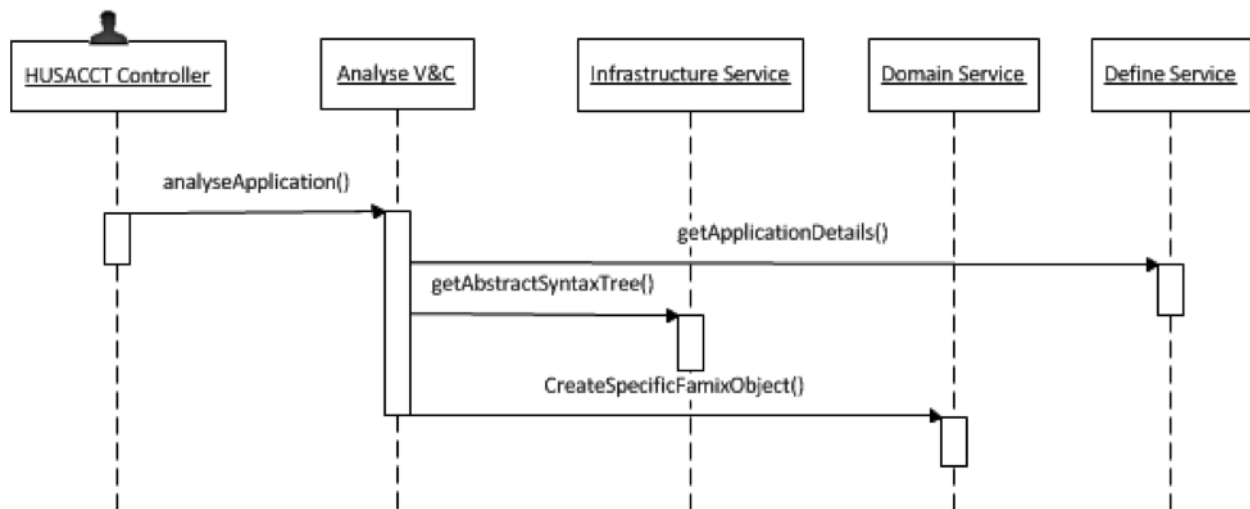 HUSACCT Controller
Analyse V&C
Infrastructure Service
Domain Service
Define Service
analyseApplication()
getApplicationDetails()
getAbstractSyntaxTree()
CreateSpecificFamixObject()